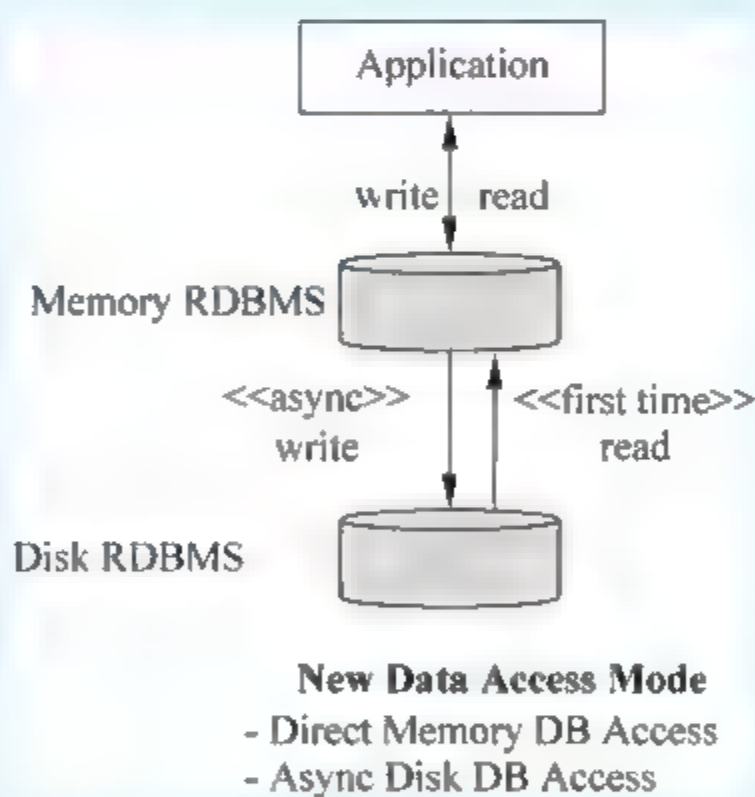 Application
write read
Memory RDBMS
<<async>> <<first time>>
write read
Disk RDBMS
New Data Access Mode
- Direct Memory DB Access
- Async Disk DB Access